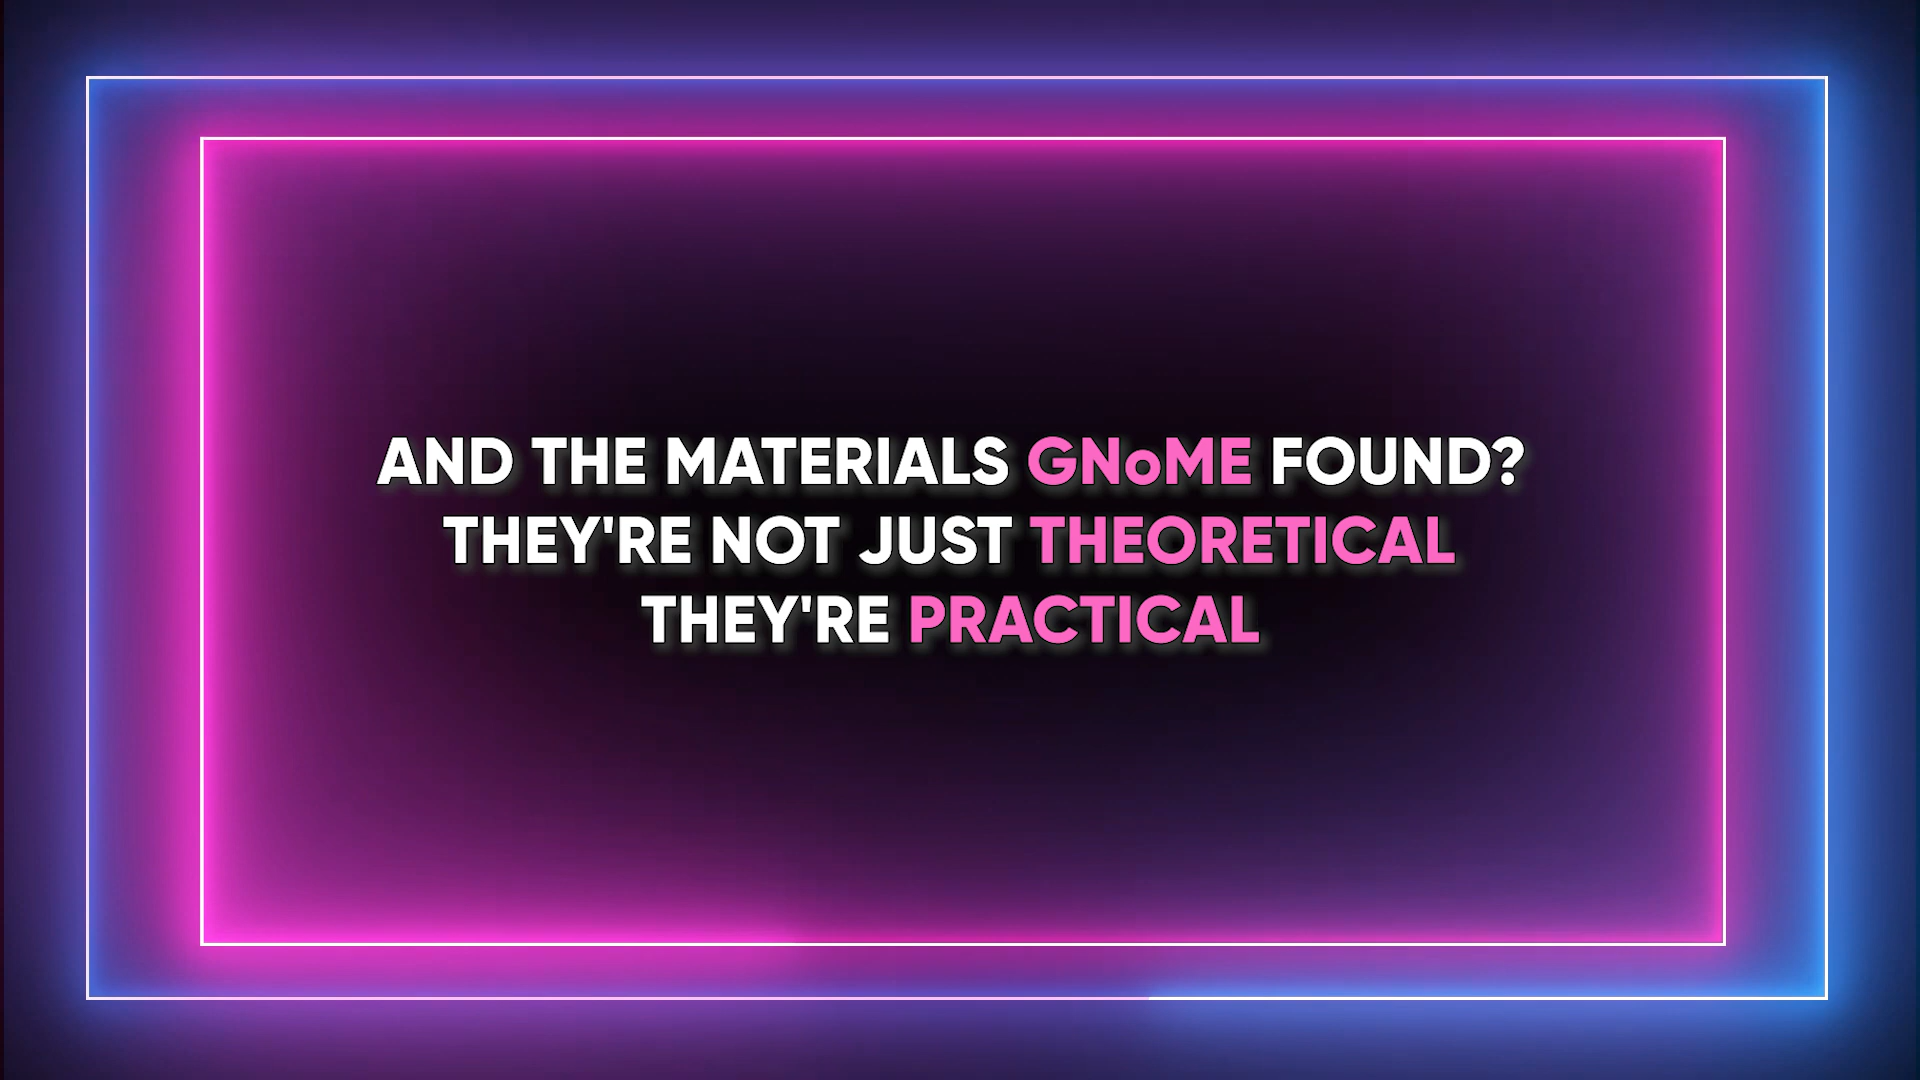 AND THE MATERIALS GNoME FOUND?
THEY'RE NOT JUST THEORETICAL
THEY'RE PRACTICAL